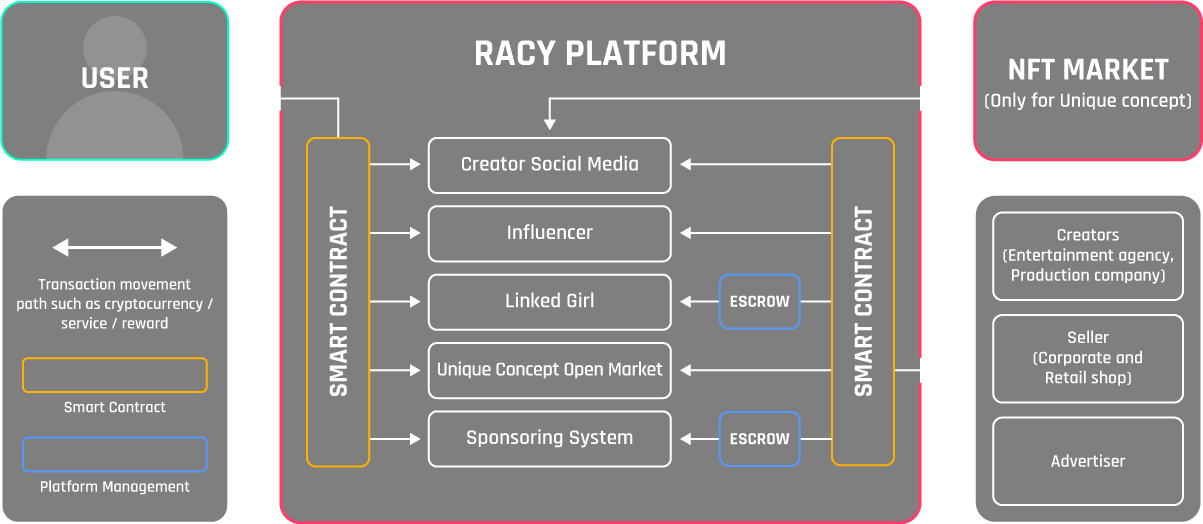 USER
Transaction movement
path such as cryptocurrency /
service / reward
Smart Contract
Platform Management
RACY PLATFORM
SMART CONTRACT
Creator Social Media
Influencer
Linked Girl
ESCROW
Unique Concept Open Market
Sponsoring System
ESCROW
SMART CONTRACT
NFT MARKET
(Only for Unique concept)
Creators
(Entertainment agency,
Production company)
Seller
(Corporate and
Retail shop)
Advertiser